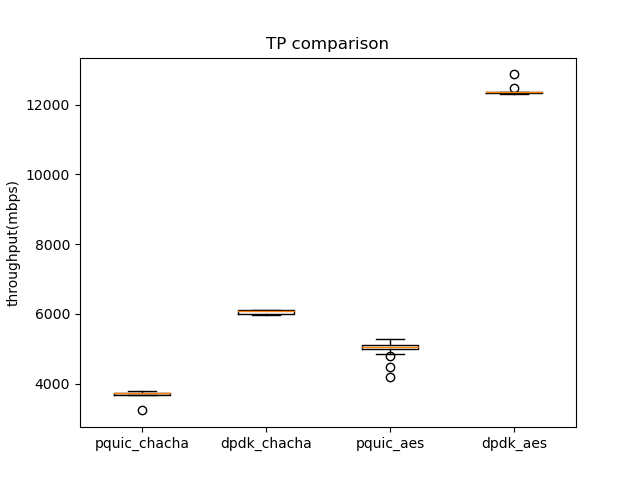 TP comparison
throughput(mbps)
12000
10000
8000
6000
4000
pquic_chacha dpdk_chacha pquic_aes dpdk_aes